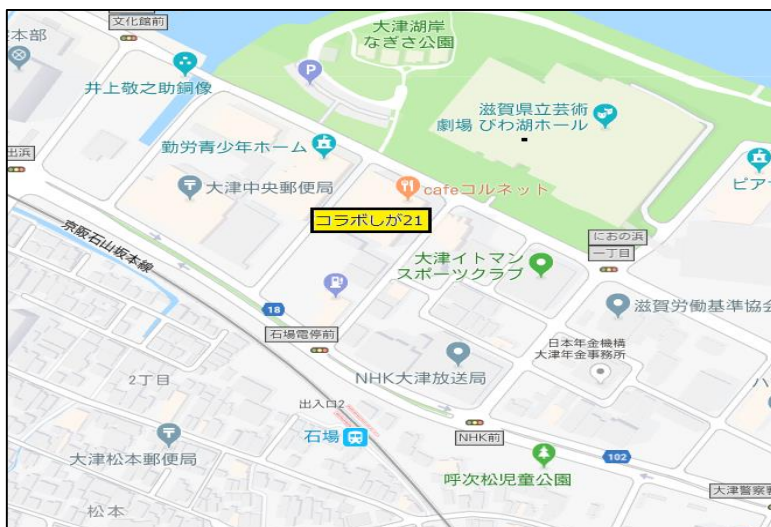 文化館前
本部
大津湖岸
なぎさ公園
P
井上敬之助銅像
滋賀県立芸術
劇場 びわ湖ホール
出浜
勤労青少年ホーム
大津中央郵便局
cafeコルネット
ビアザ
コラボしが21
京阪石山坂本線
大津イトマン
スポーツクラブ
におの浜
一丁目
18
滋賀労働基準協会
石場電停前
日本年金機構
大津年金事務所
2丁目
NHK大津放送局
ハ
出入口2
石場
NHK前
大津松本郵便局
102
呼次松児童公園
大津警察署
松本